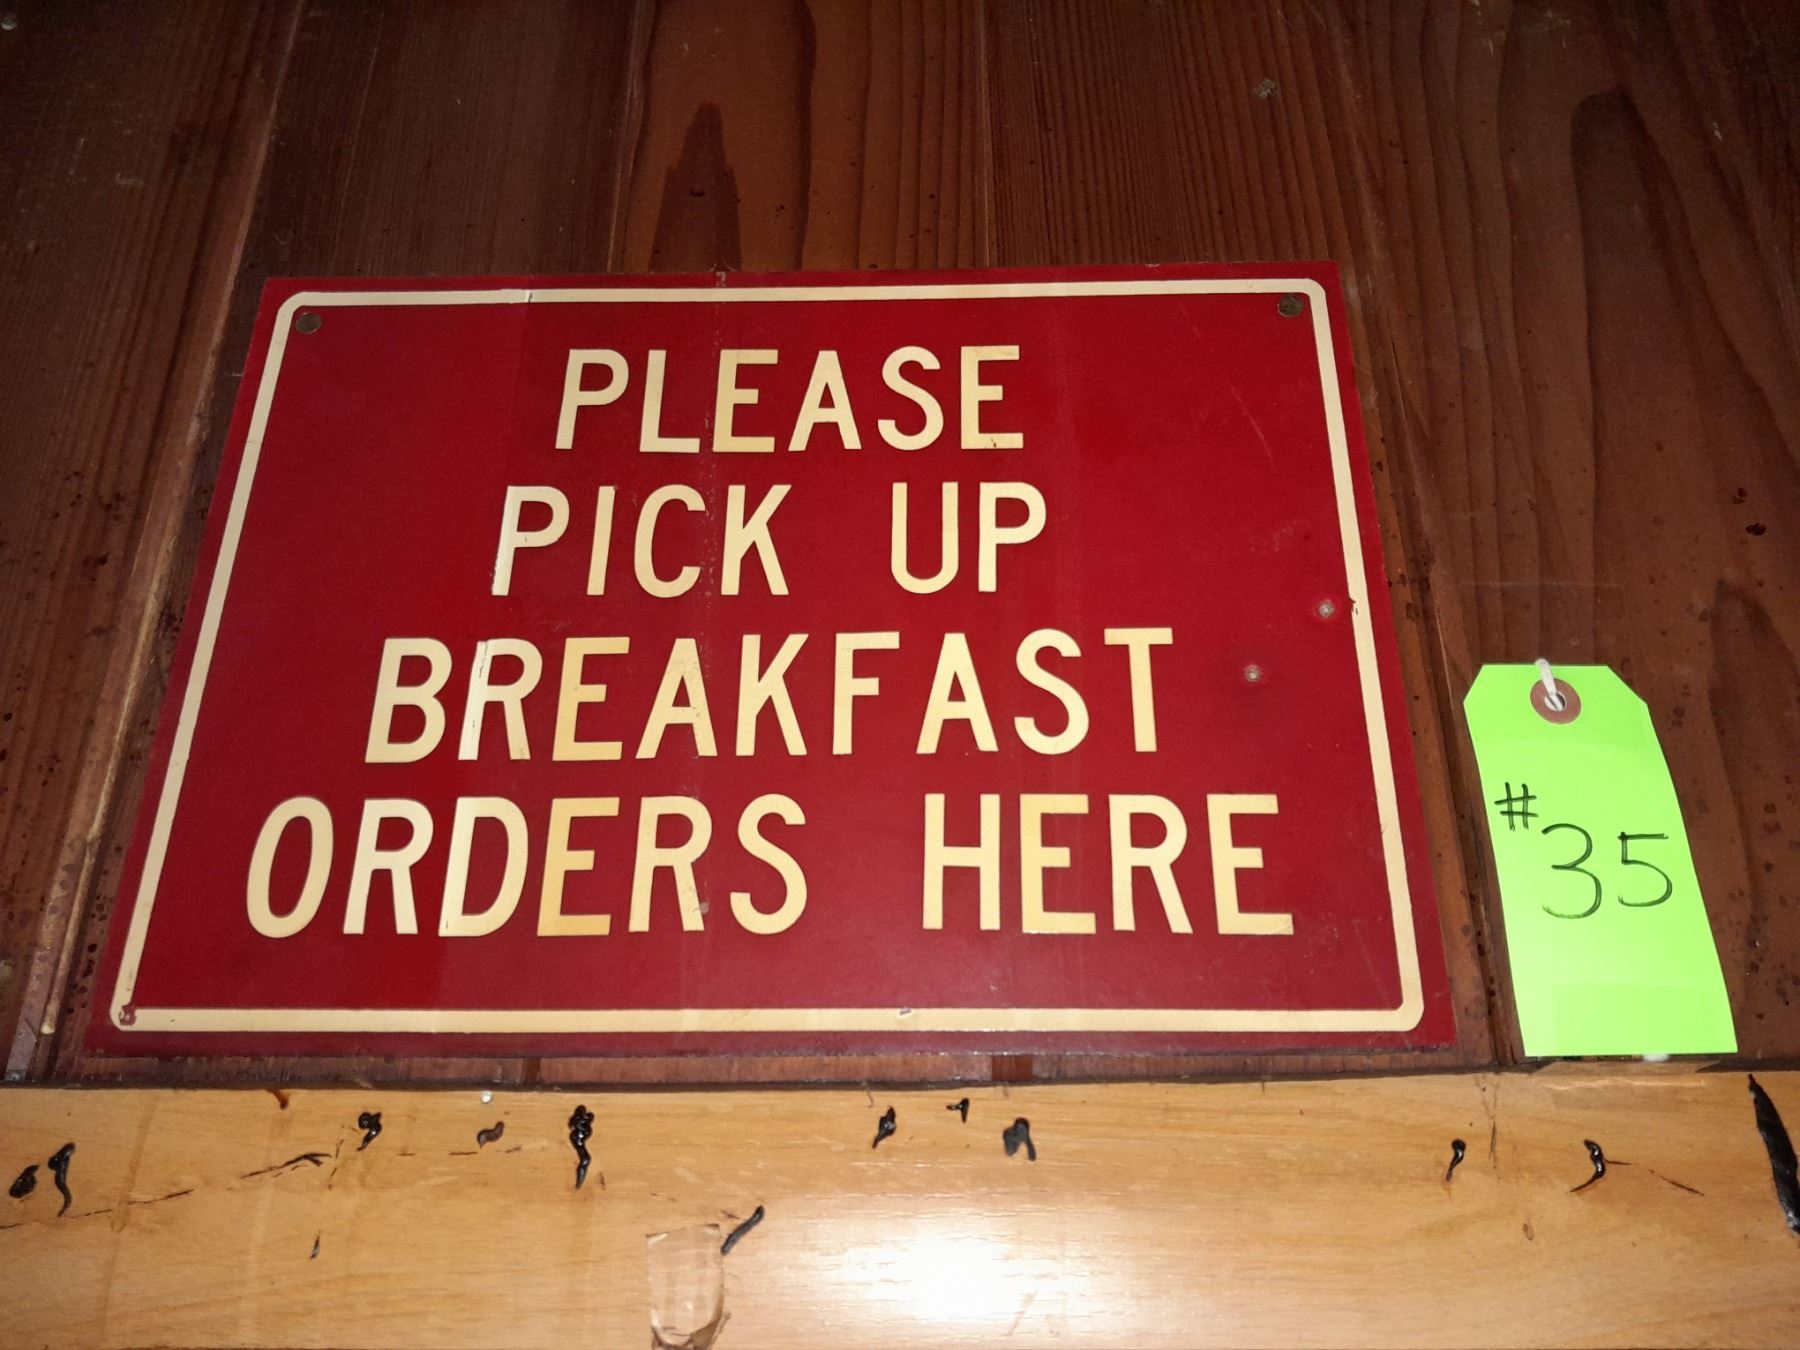 PLEASE
PICK UP
BREAKFAST
ORDERS HERE
#35